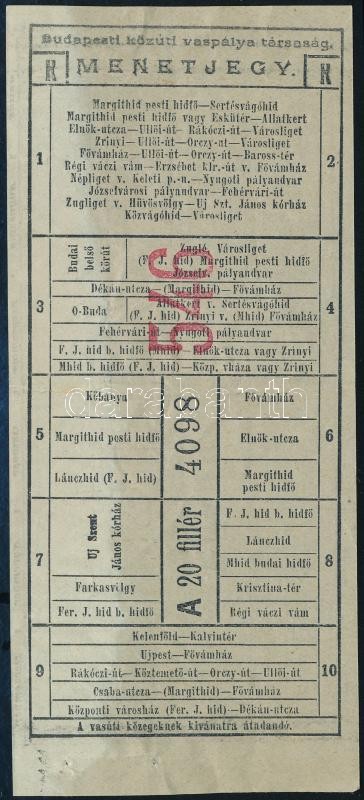 Budapesti közúti vaspálya társaság.
R MENETJEGY. R
Margithid pesti hidfő—Sertésvágóhid
Margithid pesti hidfő vagy Eskütér—Állatkert
Elnök-utcza—Üllői-út—Rákóczi-út—Városliget
Zrinyi—Üllői-út—Orczy-út—Városliget
Fővámház—Üllői-út—Orczy-út—Baross-tér
Régi váczi vám—Erzsébet klr.-út v. Fővámház
Népliget v. Keleti p.-u.—Nyugoti pályaudvar
Józsefvárosi pályaudvar—Fehérvári-út
Zugliget v. Hüvösvölgy—Uj Szt. János kórház
Közvágóhid—Városliget
1
2
Budai belső körút
Zugló, Városliget
(F. J. hid) Margithid pesti hidfő
Józsefv. pályaudvar
Dékán-utcza—(Margithid)—Fővámház
3
4
O-Buda
Állatkert v. Sertésvágóhid
(F. J. hid) Zrinyi v. (Mhid) Fővámház
Fehérvári-út—Nyugoti pályaudvar
F. J. hid b. hidfő (Mhid)—Elnök-utcza vagy Zrinyi
Mhid b. hidfő (F. J. hid)—Közp. vháza vagy Zrinyi
Kőbánya
Fővámház
5
Margittid pesti hidfő
Elnök-utcza
6
Lánczhid (F. J. hid)
Margithid
pesti hidfő
4098
A 20 fillér
7
Uj Szent
János kórház
Farkasvölgy
Fer. J. hid b. hidfő
F. J. hid b. hidfő
Lánczhid
Mhid budai hidfő
8
Krisztina-tér
Régi váczi vám
Kelenföld—Kalvintér
Ujpest—Fővámház
9
Rákóczi-út—Köztemető-út—Orczy-út—Üllői-út
10
Csaba-utcza—(Margithid)—Fővámház
Központi városház (Fer. J. hid)—Dékán-utcza
A vasúti közegeknek kivánatra átadandó.
darabanth